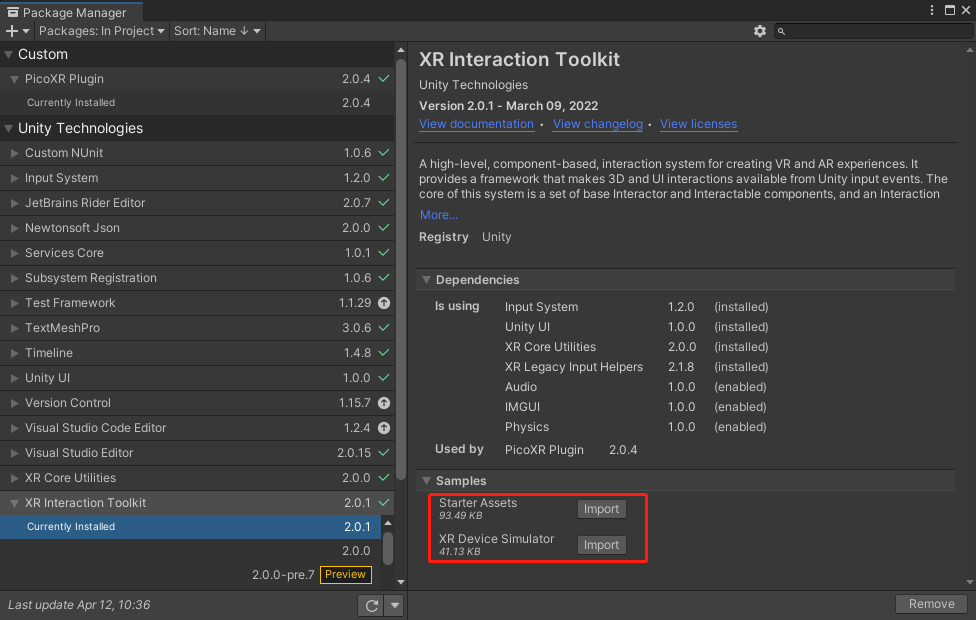 Package Manager
Packages: In Project
Sort: Name ↓
Custom
PicoXR Plugin 2.0.4
Currently Installed 2.0.4
Unity Technologies
Custom NUnit 1.0.6
Input System 1.2.0
JetBrains Rider Editor 2.0.7
Newtonsoft Json 2.0.0
Services Core 1.0.1
Subsystem Registration 1.0.6
Test Framework 1.1.29
TextMeshPro 3.0.6
Timeline 1.4.8
Unity UI 1.0.0
Version Control 1.15.7
Visual Studio Code Editor 1.2.4
Visual Studio Editor 2.0.15
XR Core Utilities 2.0.0
XR Interaction Toolkit 2.0.1
Currently Installed 2.0.1
2.0.0
2.0.0-pre.7 Preview
Last update Apr 12, 10:36
XR Interaction Toolkit
Unity Technologies
Version 2.0.1 - March 09, 2022
View documentation • View changelog • View licenses
A high-level, component-based, interaction system for creating VR and AR experiences. It
provides a framework that makes 3D and UI interactions available from Unity input events. The
core of this system is a set of base Interactor and Interactable components, and an Interaction
More...
Registry Unity
Dependencies
Is using Input System 1.2.0 (installed)
Unity UI 1.0.0 (installed)
XR Core Utilities 2.0.0 (installed)
XR Legacy Input Helpers 2.1.8 (installed)
Audio 1.0.0 (enabled)
IMGUI 1.0.0 (enabled)
Physics 1.0.0 (enabled)
Used by PicoXR Plugin 2.0.4
Samples
Starter Assets Import
93.49 KB
XR Device Simulator Import
41.13 KB
Remove